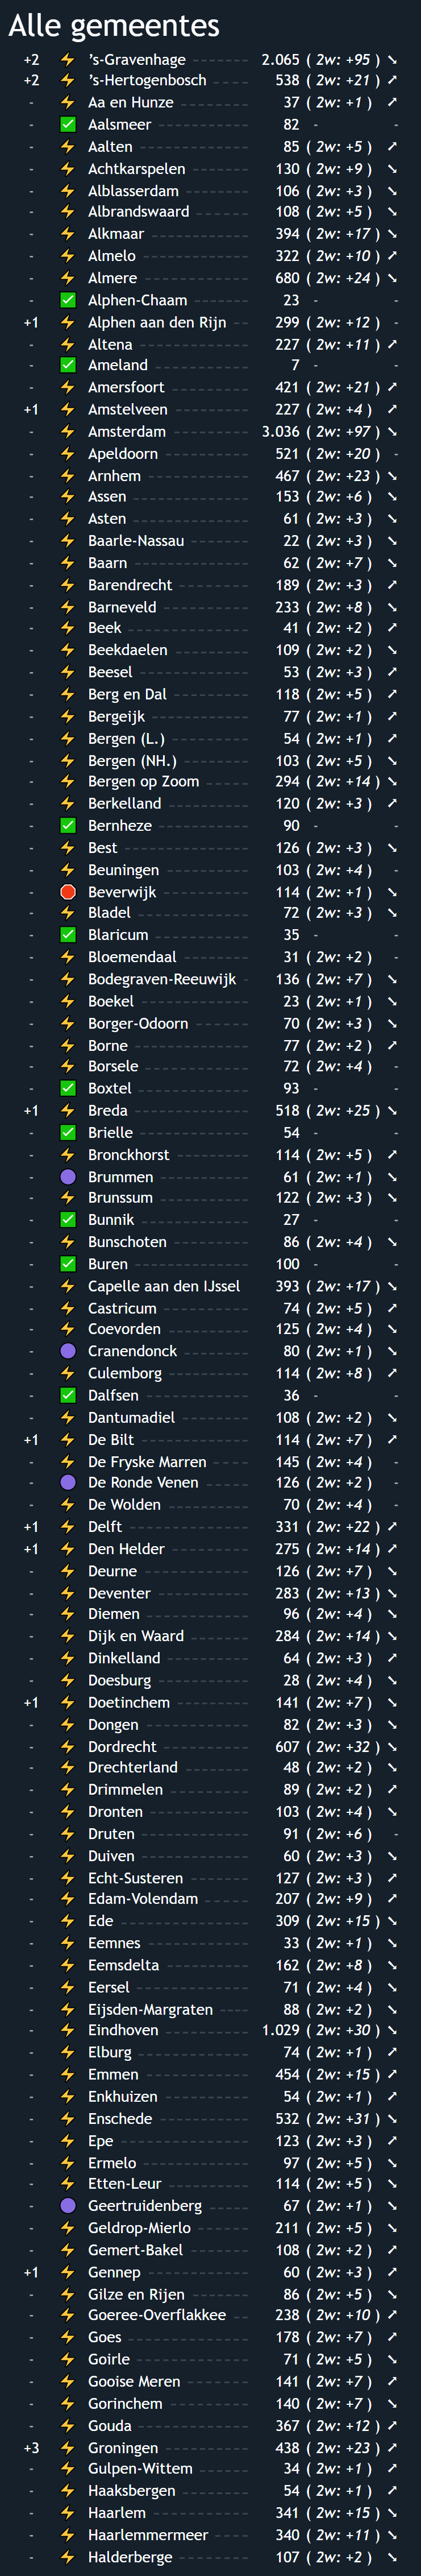 Alle gemeentes
+2 ⚡ ’s-Gravenhage 2.065 ( 2w: +95 ) ➘
+2 ⚡ ’s-Hertogenbosch 538 ( 2w: +21 ) ➚
- ⚡ Aa en Hunze 37 ( 2w: +1 ) ➚
- ✅ Aalsmeer 82 - -
- ⚡ Aalten 85 ( 2w: +5 ) ➚
- ⚡ Achtkarspelen 130 ( 2w: +9 ) ➘
- ⚡ Alblasserdam 106 ( 2w: +3 ) ➘
- ⚡ Albrandswaard 108 ( 2w: +5 ) ➘
- ⚡ Alkmaar 394 ( 2w: +17 ) ➘
- ⚡ Almelo 322 ( 2w: +10 ) ➚
- ⚡ Almere 680 ( 2w: +24 ) ➘
- ✅ Alphen-Chaam 23 - -
+1 ⚡ Alphen aan den Rijn 299 ( 2w: +12 ) -
- ⚡ Altena 227 ( 2w: +11 ) ➚
- ✅ Ameland 7 - -
- ⚡ Amersfoort 421 ( 2w: +21 ) ➚
+1 ⚡ Amstelveen 227 ( 2w: +4 ) ➚
- ⚡ Amsterdam 3.036 ( 2w: +97 ) ➘
- ⚡ Apeldoorn 521 ( 2w: +20 ) -
- ⚡ Arnhem 467 ( 2w: +23 ) ➘
- ⚡ Assen 153 ( 2w: +6 ) ➘
- ⚡ Asten 61 ( 2w: +3 ) ➘
- ⚡ Baarle-Nassau 22 ( 2w: +3 ) ➘
- ⚡ Baarn 62 ( 2w: +7 ) ➘
- ⚡ Barendrecht 189 ( 2w: +3 ) ➚
- ⚡ Barneveld 233 ( 2w: +8 ) ➘
- ⚡ Beek 41 ( 2w: +2 ) ➚
- ⚡ Beekdaelen 109 ( 2w: +2 ) ➘
- ⚡ Beesel 53 ( 2w: +3 ) ➚
- ⚡ Berg en Dal 118 ( 2w: +5 ) ➚
- ⚡ Bergeijk 77 ( 2w: +1 ) ➚
- ⚡ Bergen (L.) 54 ( 2w: +1 ) ➚
- ⚡ Bergen (NH.) 103 ( 2w: +5 ) ➘
- ⚡ Bergen op Zoom 294 ( 2w: +14 ) ➘
- ⚡ Berkelland 120 ( 2w: +3 ) ➚
- ✅ Bernheze 90 - -
- ⚡ Best 126 ( 2w: +3 ) ➘
- ⚡ Beuningen 103 ( 2w: +4 ) -
- 🛑 Beverwijk 114 ( 2w: +1 ) ➘
- ⚡ Bladel 72 ( 2w: +3 ) ➘
- ✅ Blaricum 35 - -
- ⚡ Bloemendaal 31 ( 2w: +2 ) -
- ⚡ Bodegraven-Reeuwijk 136 ( 2w: +7 ) ➘
- ⚡ Boekel 23 ( 2w: +1 ) ➘
- ⚡ Borger-Odoorn 70 ( 2w: +3 ) ➘
- ⚡ Borne 77 ( 2w: +2 ) ➚
- ⚡ Borsele 72 ( 2w: +4 ) -
- ✅ Boxtel 93 - -
+1 ⚡ Breda 518 ( 2w: +25 ) ➘
- ✅ Brielle 54 - -
- ⚡ Bronckhorst 114 ( 2w: +5 ) ➚
- 🟣 Brummen 61 ( 2w: +1 ) ➘
- ⚡ Brunssum 122 ( 2w: +3 ) ➘
- ✅ Bunnik 27 - -
- ⚡ Bunschoten 86 ( 2w: +4 ) ➘
- ✅ Buren 100 - -
- ⚡ Capelle aan den IJssel 393 ( 2w: +17 ) ➘
- ⚡ Castricum 74 ( 2w: +5 ) ➚
- ⚡ Coevorden 125 ( 2w: +4 ) ➘
- 🟣 Cranendonck 80 ( 2w: +1 ) ➘
- ⚡ Culemborg 114 ( 2w: +8 ) ➚
- ✅ Dalfsen 36 - -
- ⚡ Dantumadiel 108 ( 2w: +2 ) ➘
+1 ⚡ De Bilt 114 ( 2w: +7 ) ➚
- ⚡ De Fryske Marren 145 ( 2w: +4 ) -
- 🟣 De Ronde Venen 126 ( 2w: +2 ) -
- ⚡ De Wolden 70 ( 2w: +4 ) -
+1 ⚡ Delft 331 ( 2w: +22 ) ➚
+1 ⚡ Den Helder 275 ( 2w: +14 ) ➚
- ⚡ Deurne 126 ( 2w: +7 ) ➘
- ⚡ Deventer 283 ( 2w: +13 ) ➘
- ⚡ Diemen 96 ( 2w: +4 ) ➘
- ⚡ Dijk en Waard 284 ( 2w: +14 ) ➘
- ⚡ Dinkelland 64 ( 2w: +3 ) ➚
- ⚡ Doesburg 28 ( 2w: +4 ) ➘
+1 ⚡ Doetinchem 141 ( 2w: +7 ) ➘
- ⚡ Dongen 82 ( 2w: +3 ) ➘
- ⚡ Dordrecht 607 ( 2w: +32 ) ➘
- ⚡ Drechterland 48 ( 2w: +2 ) ➘
- ⚡ Drimmelen 89 ( 2w: +2 ) ➚
- ⚡ Dronten 103 ( 2w: +4 ) ➘
- ⚡ Druten 91 ( 2w: +6 ) -
- ⚡ Duiven 60 ( 2w: +3 ) ➘
- ⚡ Echt-Susteren 127 ( 2w: +3 ) ➚
- ⚡ Edam-Volendam 207 ( 2w: +9 ) ➚
- ⚡ Ede 309 ( 2w: +15 ) ➘
- ⚡ Eemnes 33 ( 2w: +1 ) ➘
- ⚡ Eemsdelta 162 ( 2w: +8 ) ➘
- ⚡ Eersel 71 ( 2w: +4 ) ➘
- ⚡ Eijsden-Margraten 88 ( 2w: +2 ) ➘
- ⚡ Eindhoven 1.029 ( 2w: +30 ) ➘
- ⚡ Elburg 74 ( 2w: +1 ) ➚
- ⚡ Emmen 454 ( 2w: +15 ) ➚
- ⚡ Enkhuizen 54 ( 2w: +1 ) ➚
- ⚡ Enschede 532 ( 2w: +31 ) ➘
- ⚡ Epe 123 ( 2w: +3 ) ➚
- ⚡ Ermelo 97 ( 2w: +5 ) ➘
- ⚡ Etten-Leur 114 ( 2w: +5 ) ➘
- 🟣 Geertruidenberg 67 ( 2w: +1 ) ➘
- ⚡ Geldrop-Mierlo 211 ( 2w: +5 ) ➘
- ⚡ Gemert-Bakel 108 ( 2w: +2 ) ➚
+1 ⚡ Gennep 60 ( 2w: +3 ) ➚
- ⚡ Gilze en Rijen 86 ( 2w: +5 ) ➘
- ⚡ Goeree-Overflakkee 238 ( 2w: +10 ) ➚
- ⚡ Goes 178 ( 2w: +7 ) ➚
- ⚡ Goirle 71 ( 2w: +5 ) ➘
- ⚡ Gooise Meren 141 ( 2w: +7 ) ➚
- ⚡ Gorinchem 140 ( 2w: +7 ) ➘
- ⚡ Gouda 367 ( 2w: +12 ) ➚
+3 ⚡ Groningen 438 ( 2w: +23 ) ➚
- ⚡ Gulpen-Wittem 34 ( 2w: +1 ) ➚
- ⚡ Haaksbergen 54 ( 2w: +1 ) ➚
- ⚡ Haarlem 341 ( 2w: +15 ) ➘
- ⚡ Haarlemmermeer 340 ( 2w: +11 ) ➘
- ⚡ Halderberge 107 ( 2w: +2 ) ➘